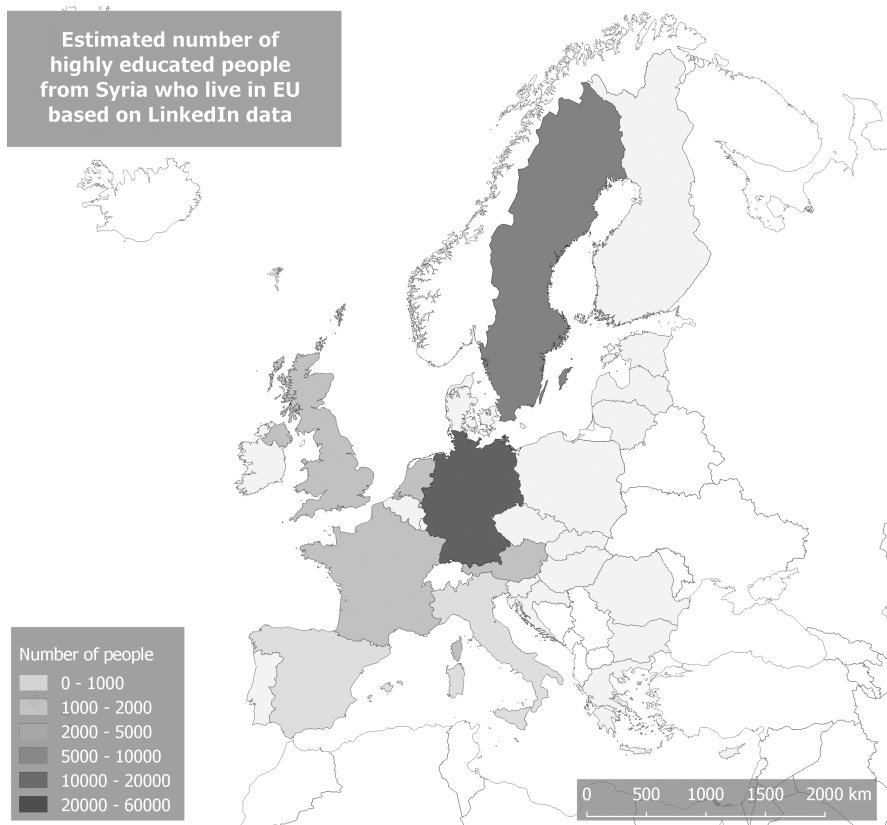 Estimated number of
highly educated people
from Syria who live in EU
based on LinkedIn data
Number of people
0 - 1000
1000 - 2000
2000 - 5000
5000 - 10000
10000 - 20000
20000 - 60000
0 500 1000 1500 2000 km